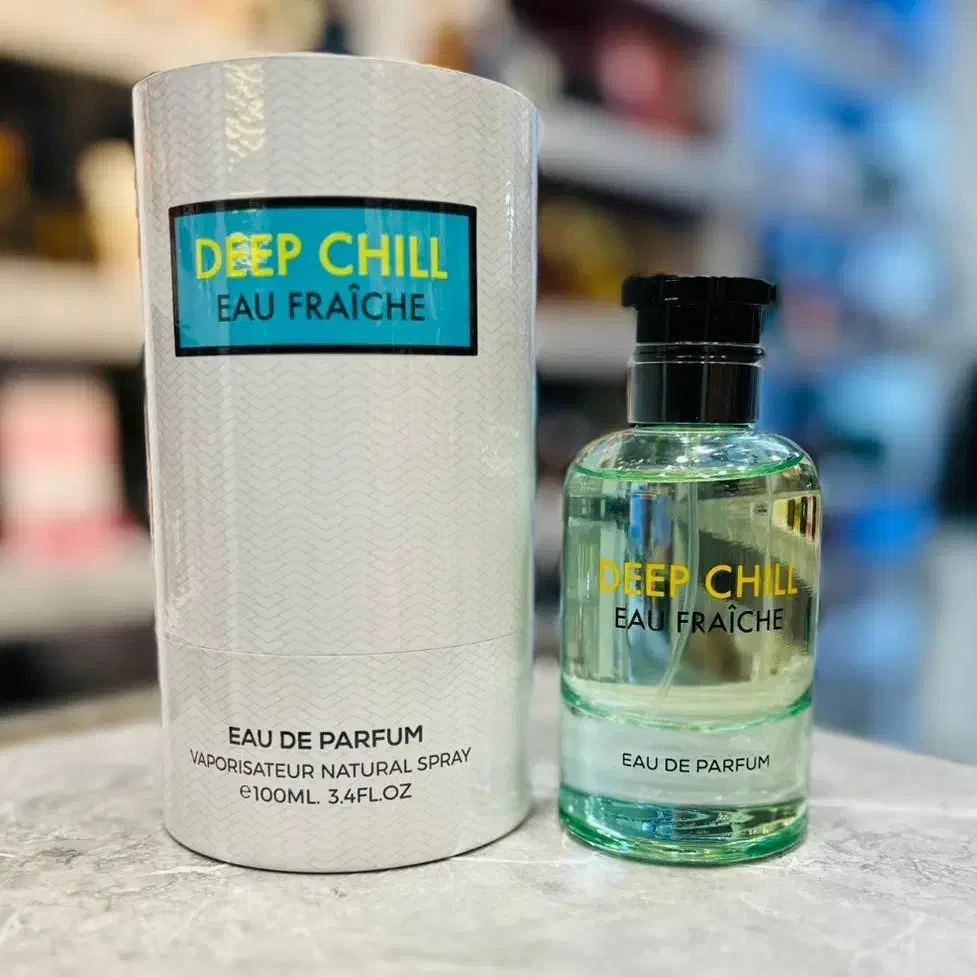 DEEP CHILL
EAU FRAÎCHE
EAU DE PARFUM
VAPORISATEUR NATURAL SPRAY
℮100ML. 3.4FL.OZ
DEEP CHILL
EAU FRAÎCHE
EAU DE PARFUM